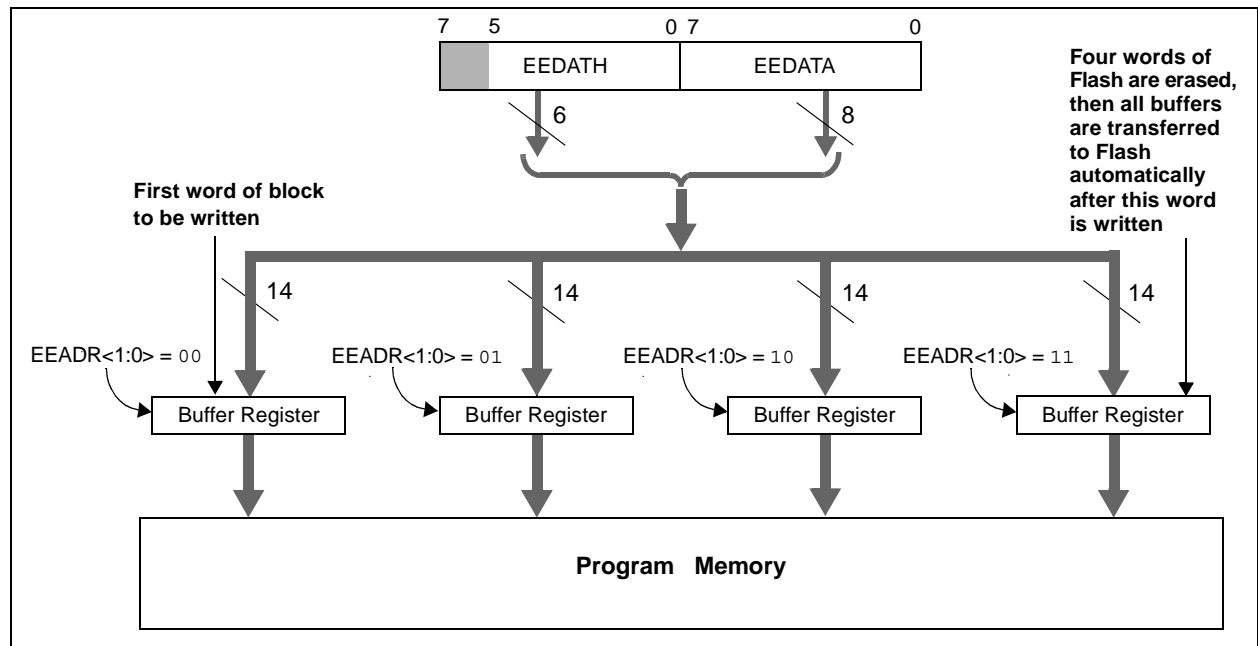 7 5 0 7 0
EEDATH EEDATA
6 8
First word of block
to be written
Four words of
Flash are erased,
then all buffers
are transferred
to Flash
automatically
after this word
is written
14 14 14 14
EEADR<1:0> = 00 EEADR<1:0> = 01 EEADR<1:0> = 10 EEADR<1:0> = 11
Buffer Register Buffer Register Buffer Register Buffer Register
Program Memory